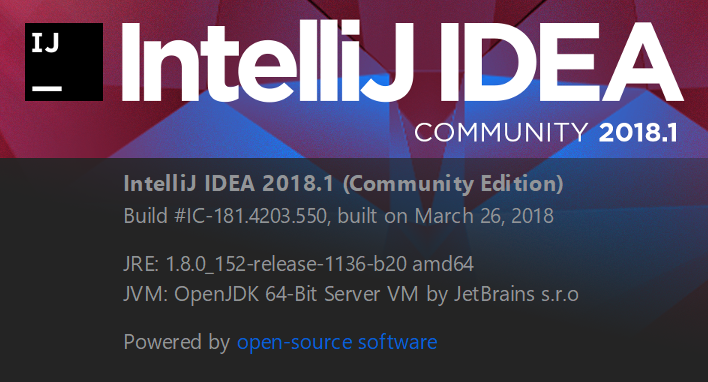 IJ
IntelliJ IDEA
COMMUNITY 2018.1
IntelliJ IDEA 2018.1 (Community Edition)
Build #IC-181.4203.550, built on March 26, 2018
JRE: 1.8.0_152-release-1136-b20 amd64
JVM: OpenJDK 64-Bit Server VM by JetBrains s.r.o
Powered by open-source software